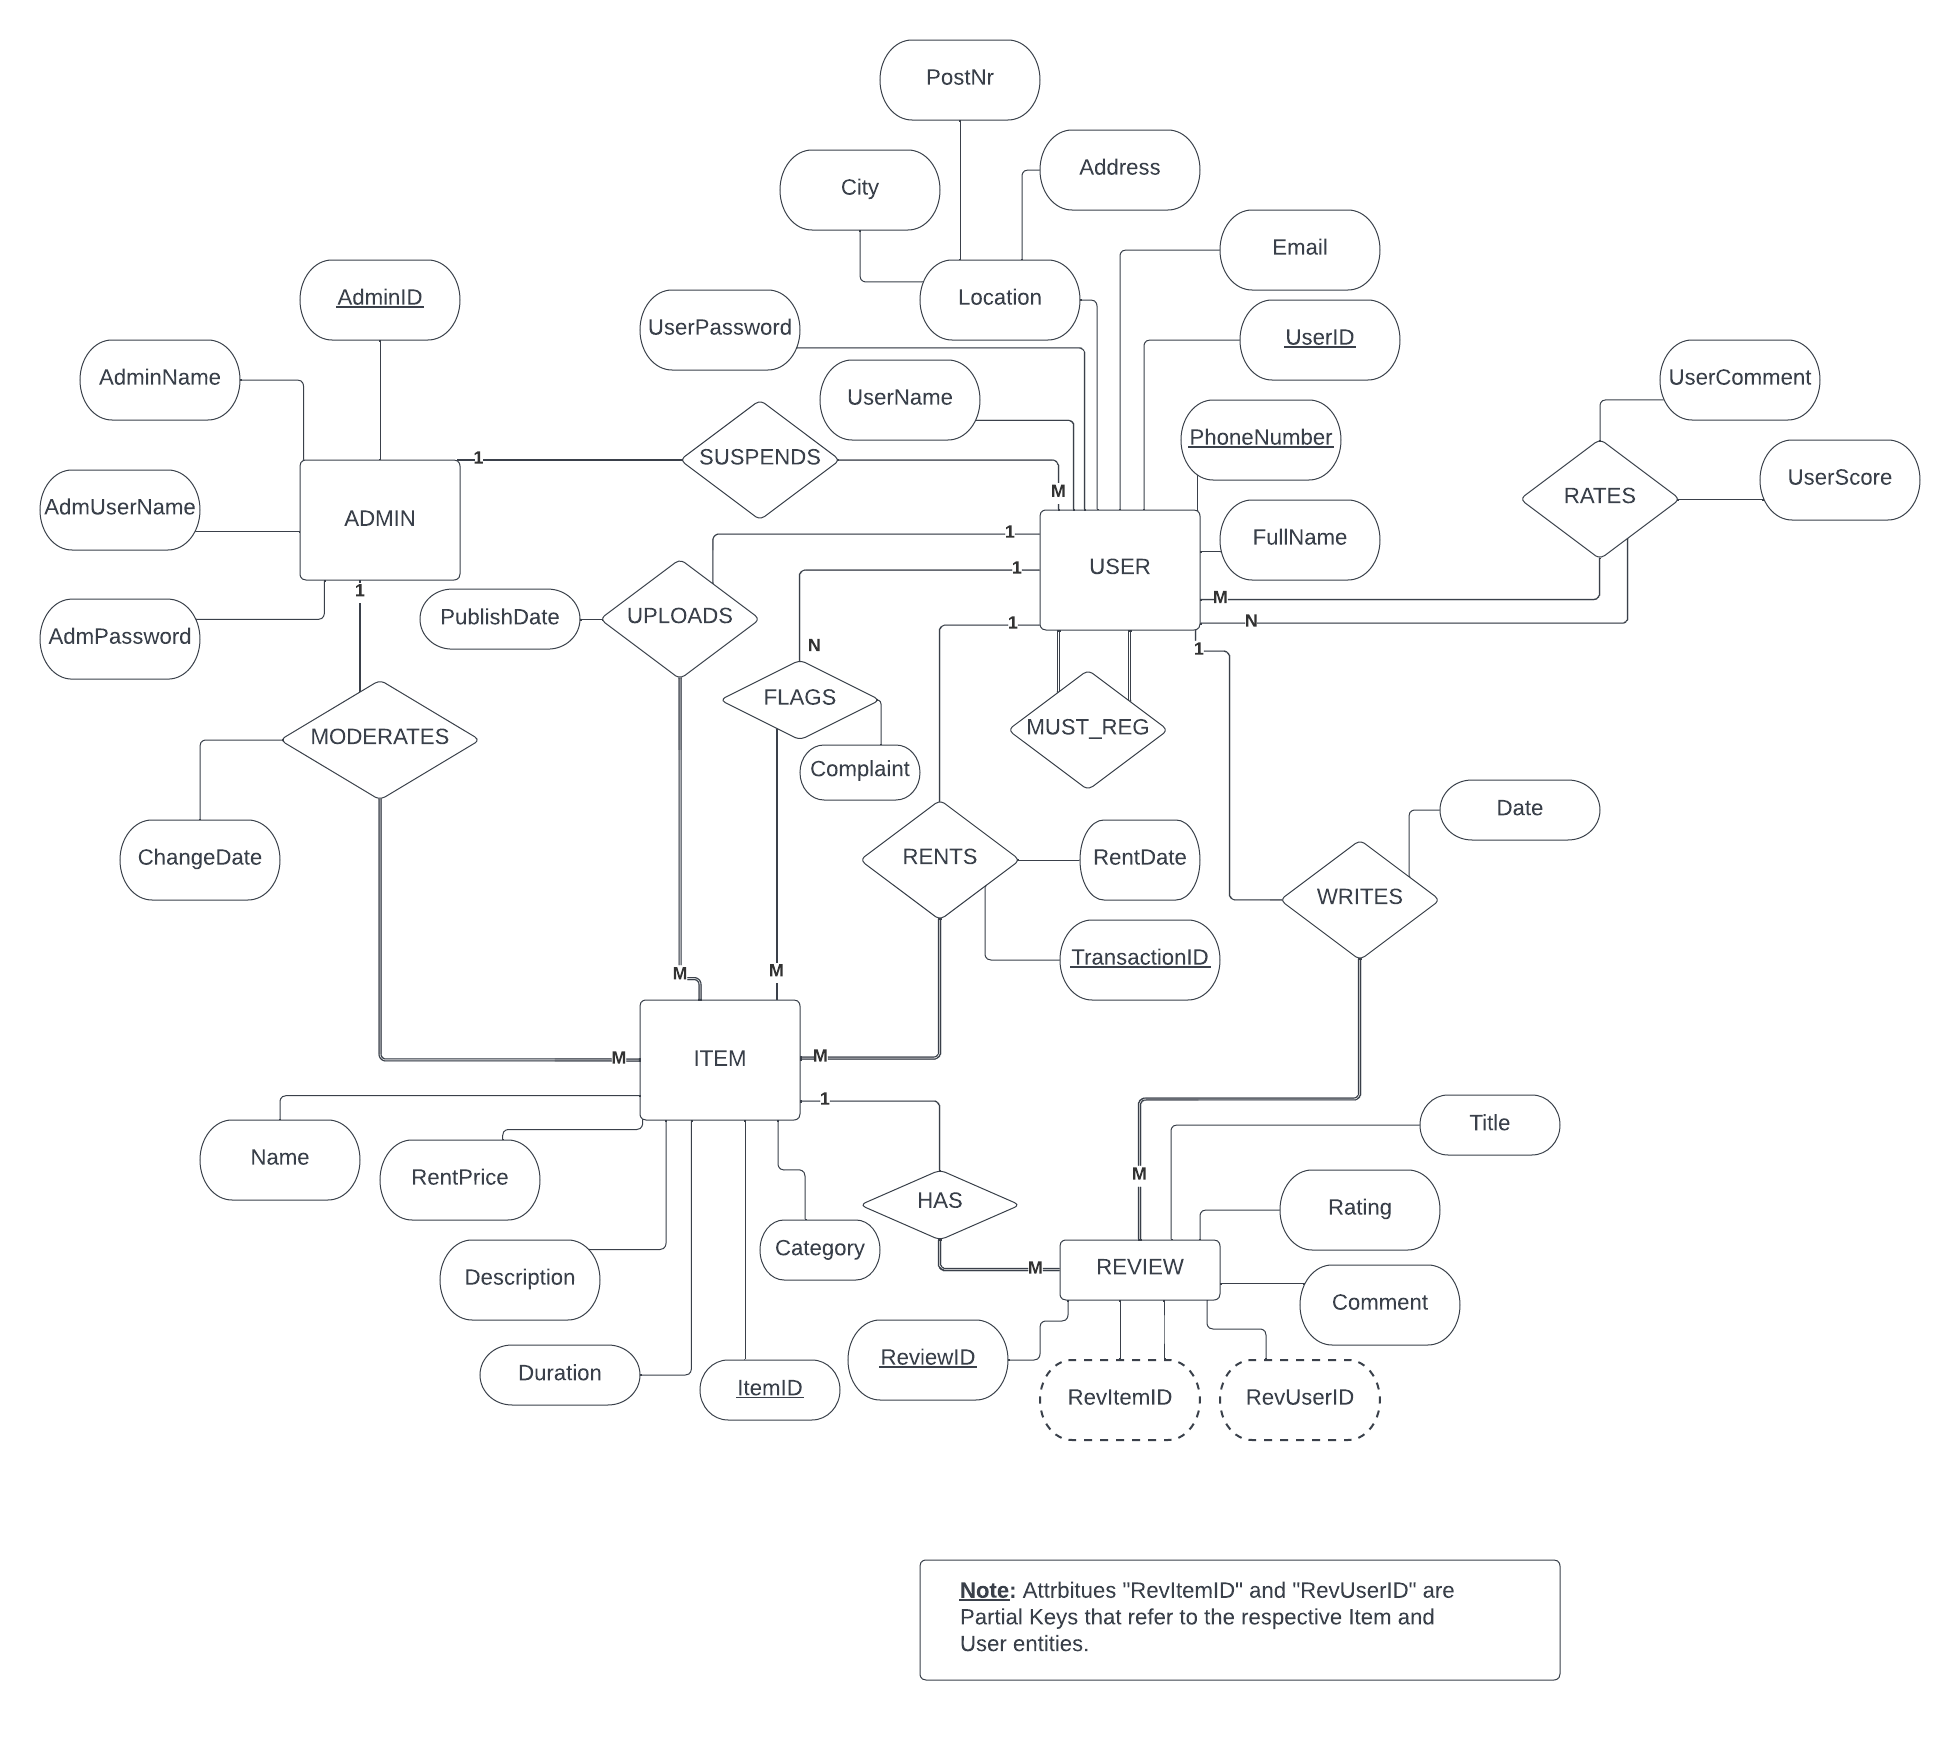 PostNr
Address
City
Email
AdminID
Location
UserPassword
UserID
AdminName
UserName
UserComment
PhoneNumber
SUSPENDS
1
UserScore
RATES
M
AdmUserName
ADMIN
1
FullName
USER
1
1
M
N
1
PublishDate
UPLOADS
1
AdmPassword
N
1
FLAGS
MUST_REG
MODERATES
Complaint
Date
ChangeDate
RENTS
RentDate
WRITES
TransactionID
M
M
M
ITEM
M
1
Title
Name
RentPrice
M
HAS
Rating
Category
M
REVIEW
Description
Comment
Duration
ItemID
ReviewID
RevItemID
RevUserID
Note: Attrbitues "RevItemID" and "RevUserID" are
Partial Keys that refer to the respective Item and
User entities.